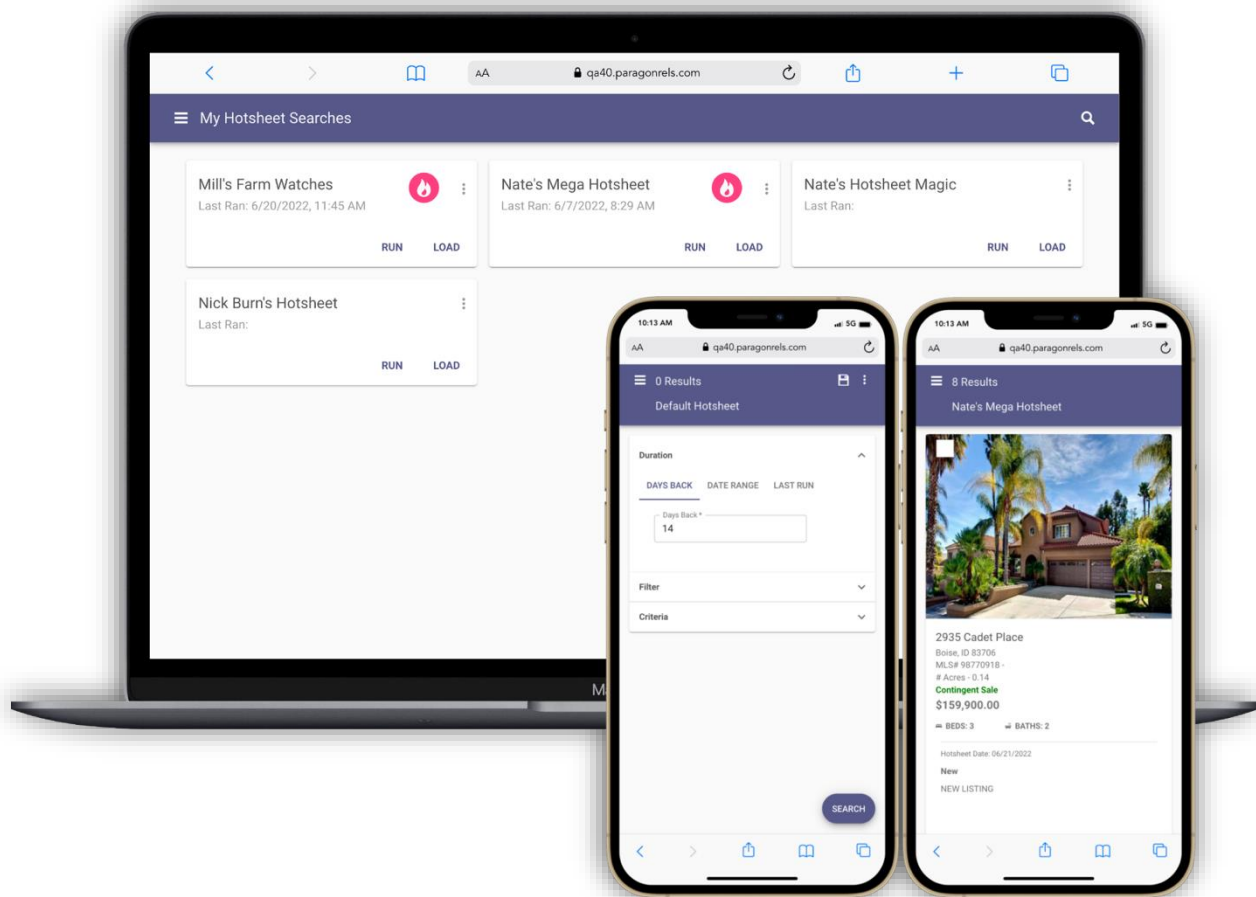 AA qa40.paragonrels.com
My Hotsheet Searches
Mill's Farm Watches
Last Ran: 6/20/2022, 11:45 AM
RUN LOAD
Nate's Mega Hotsheet
Last Ran: 6/7/2022, 8:29 AM
RUN LOAD
Nate's Hotsheet Magic
Last Ran:
RUN LOAD
Nick Burn's Hotsheet
Last Ran:
RUN LOAD
10:13 AM 5G
AA qa40.paragonrels.com
0 Results
Default Hotsheet
Duration
DAYS BACK DATE RANGE LAST RUN
Days Back *
14
Filter
Criteria
SEARCH
10:13 AM 5G
AA qa40.paragonrels.com
8 Results
Nate's Mega Hotsheet
2935 Cadet Place
Boise, ID 83706
MLS# 98770918 -
# Acres - 0.14
Contingent Sale
$159,900.00
BEDS: 3 BATHS: 2
Hotsheet Date: 06/21/2022
New
NEW LISTING